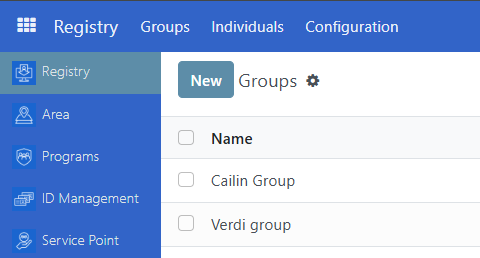 Registry Groups Individuals Configuration
Registry
Area
Programs
ID Management
Service Point
New Groups
Name
Cailin Group
Verdi group